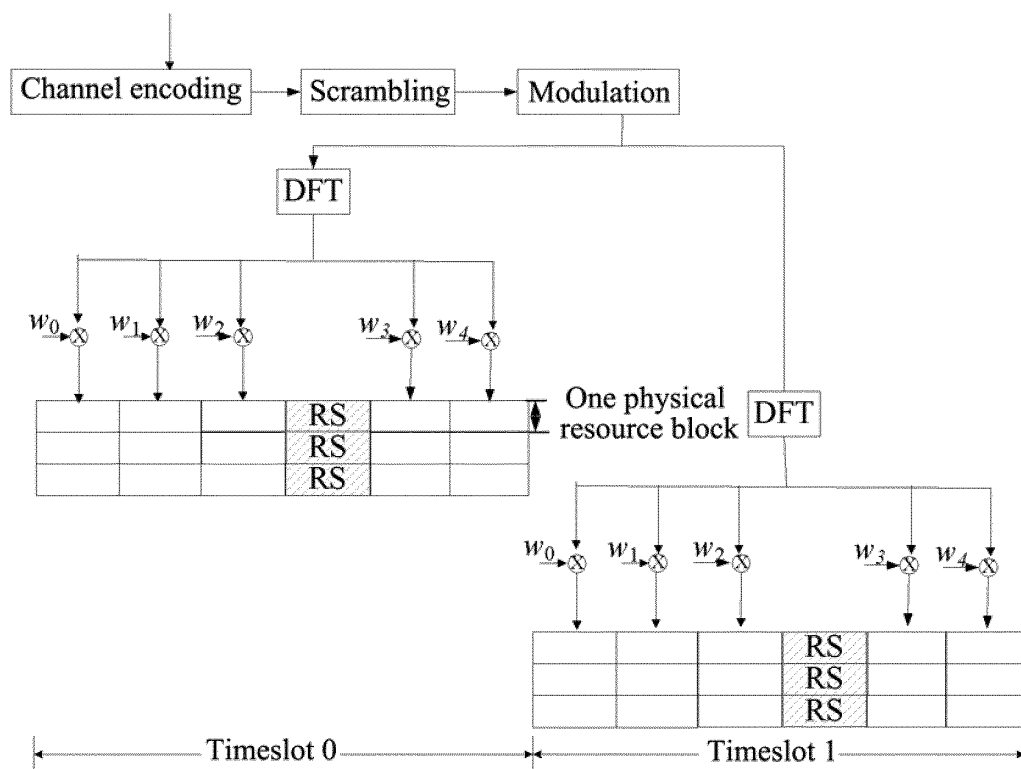 Channel encoding
Scrambling
Modulation
DFT
w0
w1
w2
w3
w4
X
X
X
X
X
RS
RS
RS
One physical
resource block
DFT
w0
w1
w2
w3
w4
X
X
X
X
X
RS
RS
RS
Timeslot 0
Timeslot 1